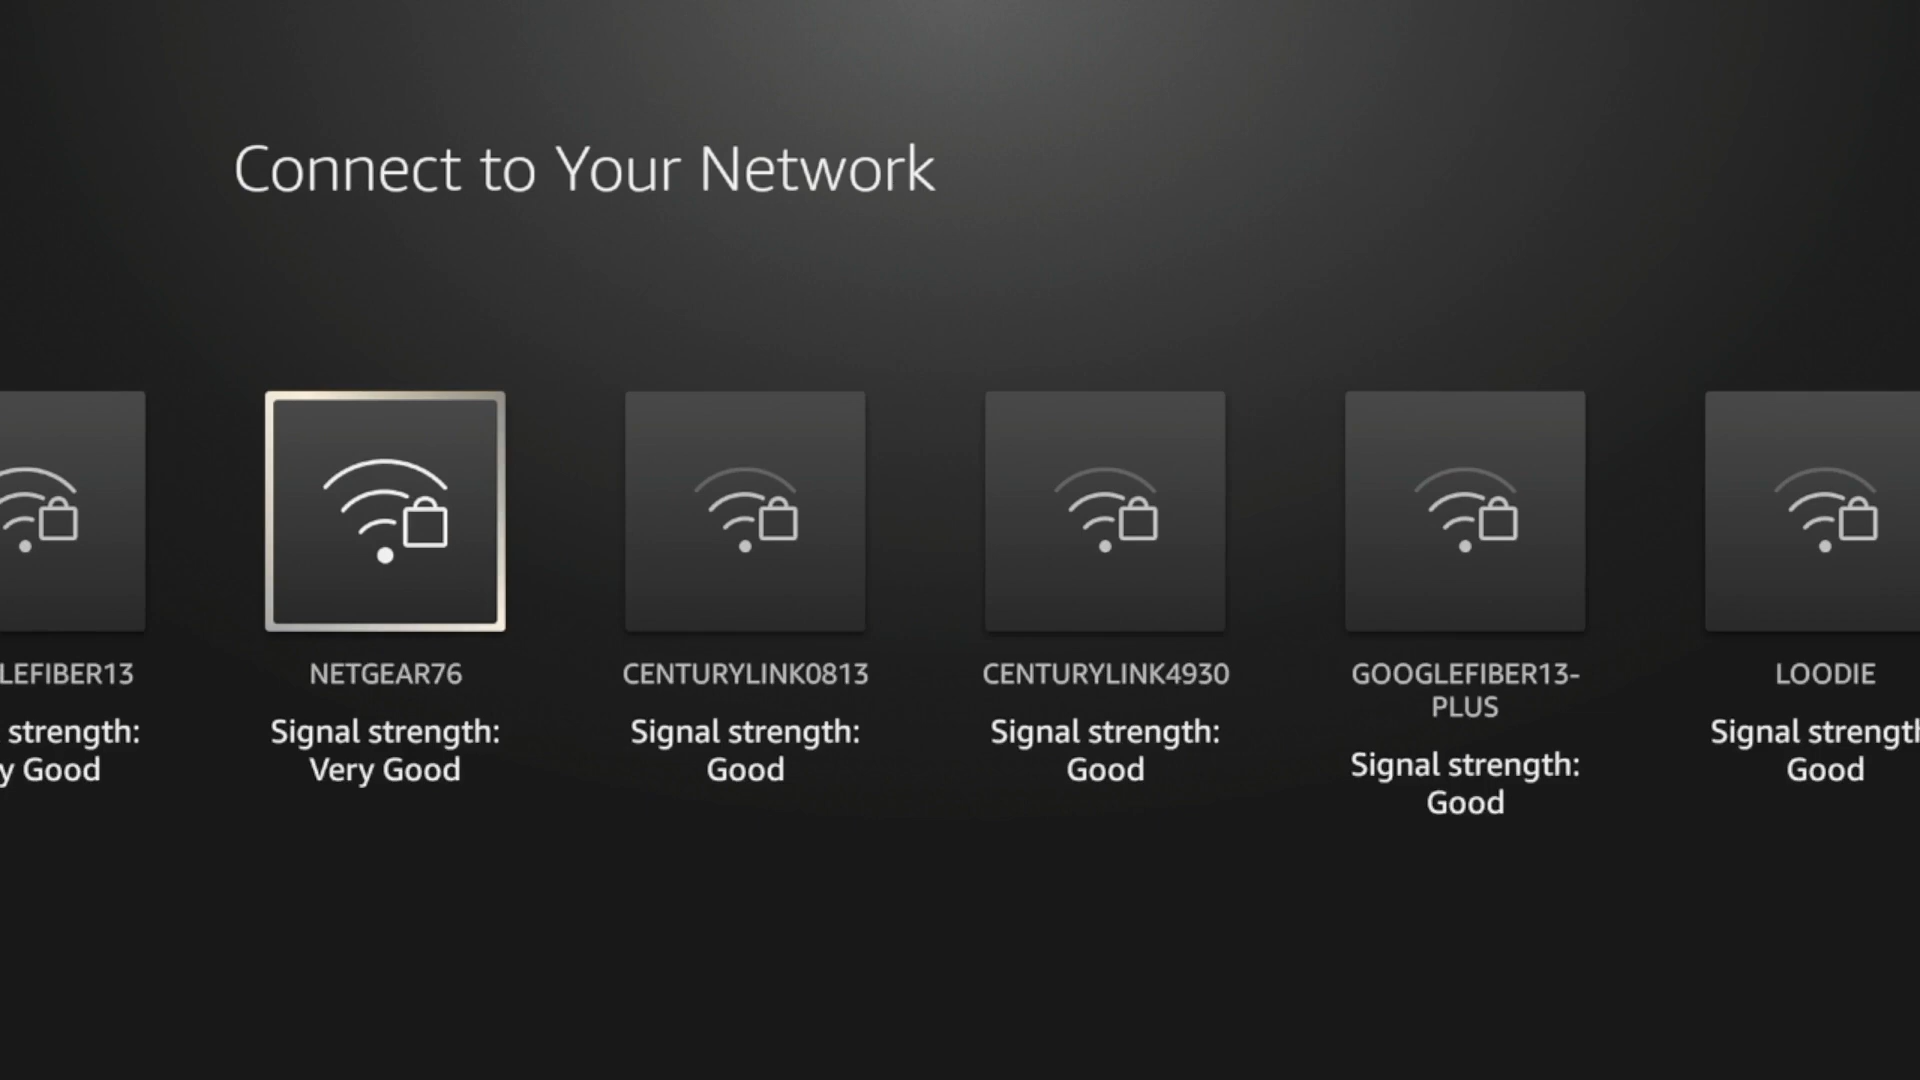 Connect to Your Network
LEFIBER13
strength:
y Good
NETGEAR76
Signal strength:
Very Good
CENTURYLINK0813
Signal strength:
Good
CENTURYLINK4930
Signal strength:
Good
GOOGLEFIBER13-
PLUS
Signal strength:
Good
LOODIE
Signal strength
Good